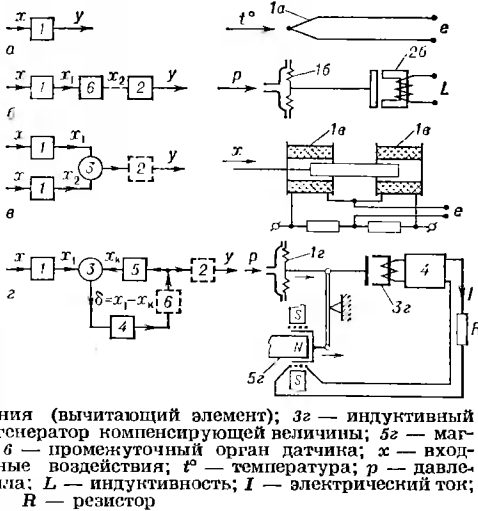 x 1 y t° 1а e
а
x 1 x₁ 6 x₂ 2 y p 1б 2б L
б
x 1 x₁ 3 2 y x 1в 1в e
x 1 x₂
в
x 1 x₁ 3 xк 5 2 y p 1г 3г 4 I R
δ=x₁−xк 6
4
г
S N S 5г
ния (вычитающий элемент); 3г — индуктивный
генератор компенсирующей величины; 5г — маг-
6 — промежуточный орган датчика; x — вход-
ные воздействия; t° — температура; p — давле-
ла; L — индуктивность; I — электрический ток;
R — резистор